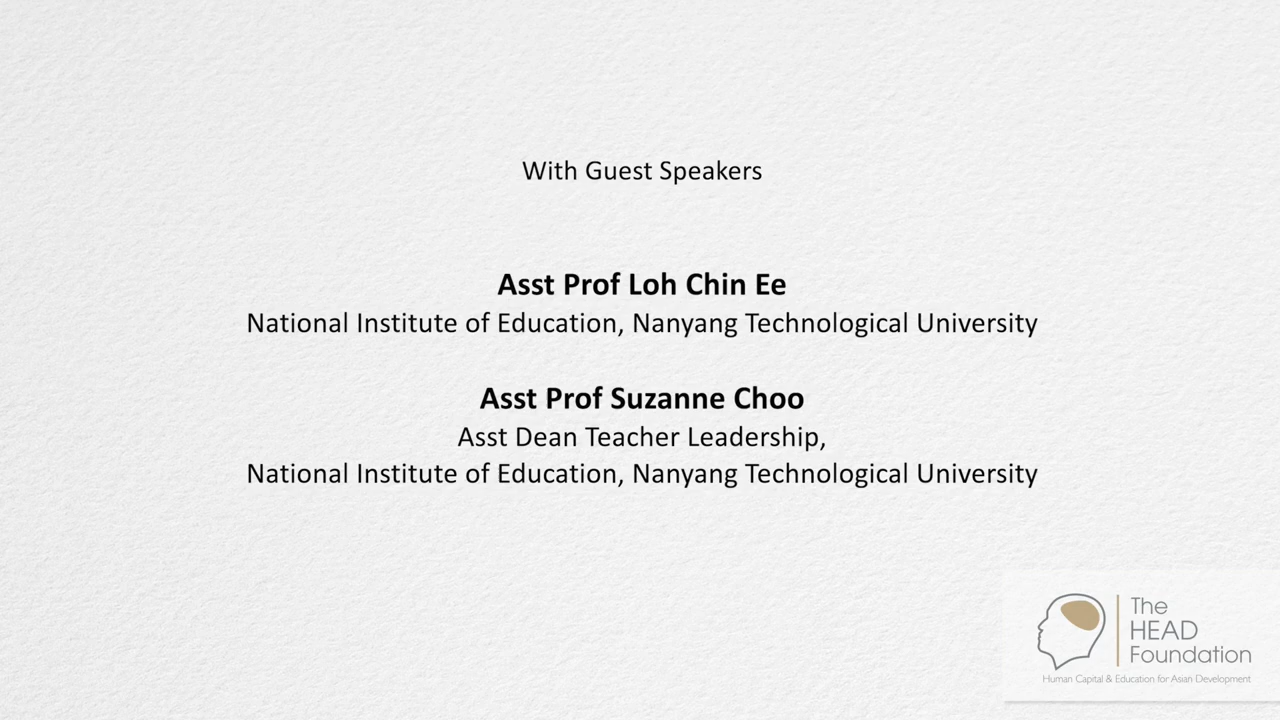 With Guest Speakers
Asst Prof Loh Chin Ee
National Institute of Education, Nanyang Technological University
Asst Prof Suzanne Choo
Asst Dean Teacher Leadership,
National Institute of Education, Nanyang Technological University
The
HEAD
Foundation
Human Capital & Education for Asian Development